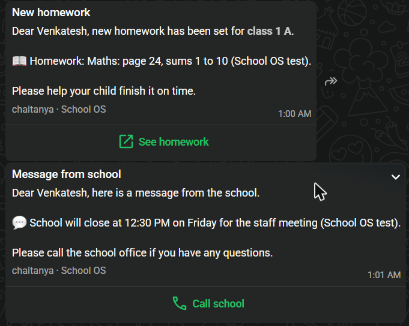 New homework
Dear Venkatesh, new homework has been set for class 1 A.
📖 Homework: Maths: page 24, sums 1 to 10 (School OS test).
Please help your child finish it on time.
chaitanya · School OS
1:00 AM
See homework
Message from school
Dear Venkatesh, here is a message from the school.
💬 School will close at 12:30 PM on Friday for the staff meeting (School OS test).
Please call the school office if you have any questions.
chaitanya · School OS
1:01 AM
Call school